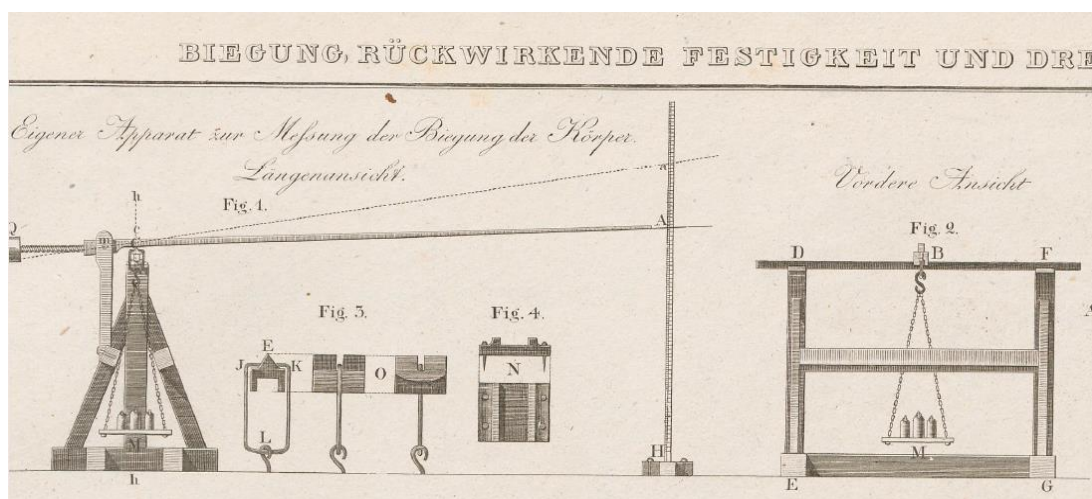 BIEGUNG, RÜCKWIRKENDE FESTIGKEIT UND DRE
Eigener Apparat zur Messung der Biegung der Körper.
Längenansicht.
Vordere Ansicht
h
Fig. 1.
a
A
Q
m
C
Fig. 2.
D
B
F
Fig. 3.
Fig. 4.
E
J
K
O
N
L
M
H
M.
h
E
G